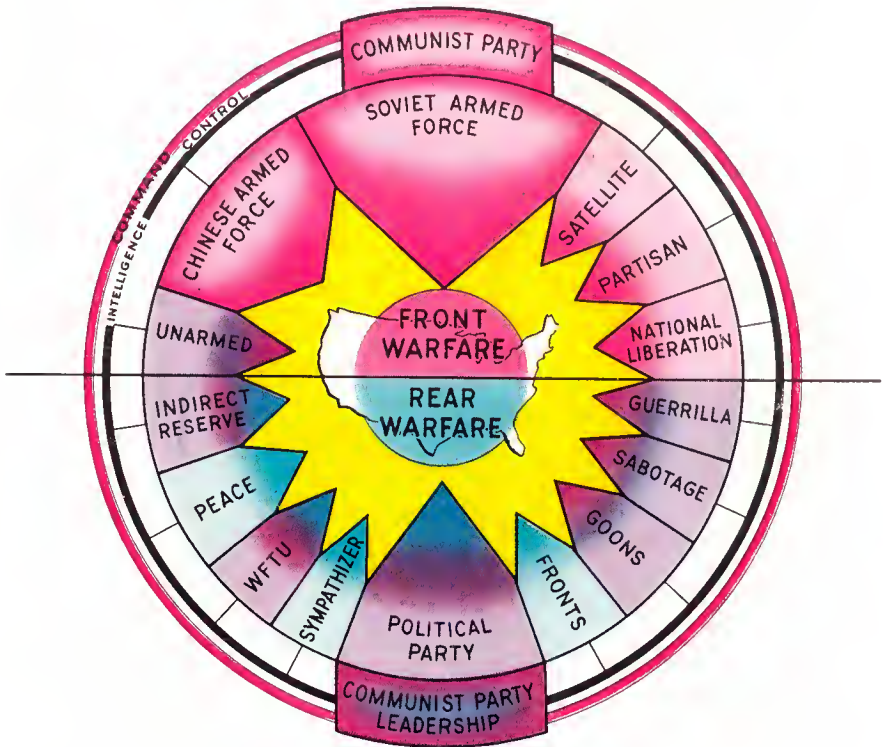 COMMUNIST PARTY
SOVIET ARMED
FORCE
COMMAND
CONTROL
INTELLIGENCE
CHINESE ARMED
FORCE
SATELLITE
PARTISAN
NATIONAL
LIBERATION
UNARMED
FRONT
WARFARE
REAR
WARFARE
INDIRECT
RESERVE
GUERRILLA
SABOTAGE
GOONS
PEACE
WFTU
SYMPATHIZER
POLITICAL
PARTY
FRONTS
COMMUNIST PARTY
LEADERSHIP